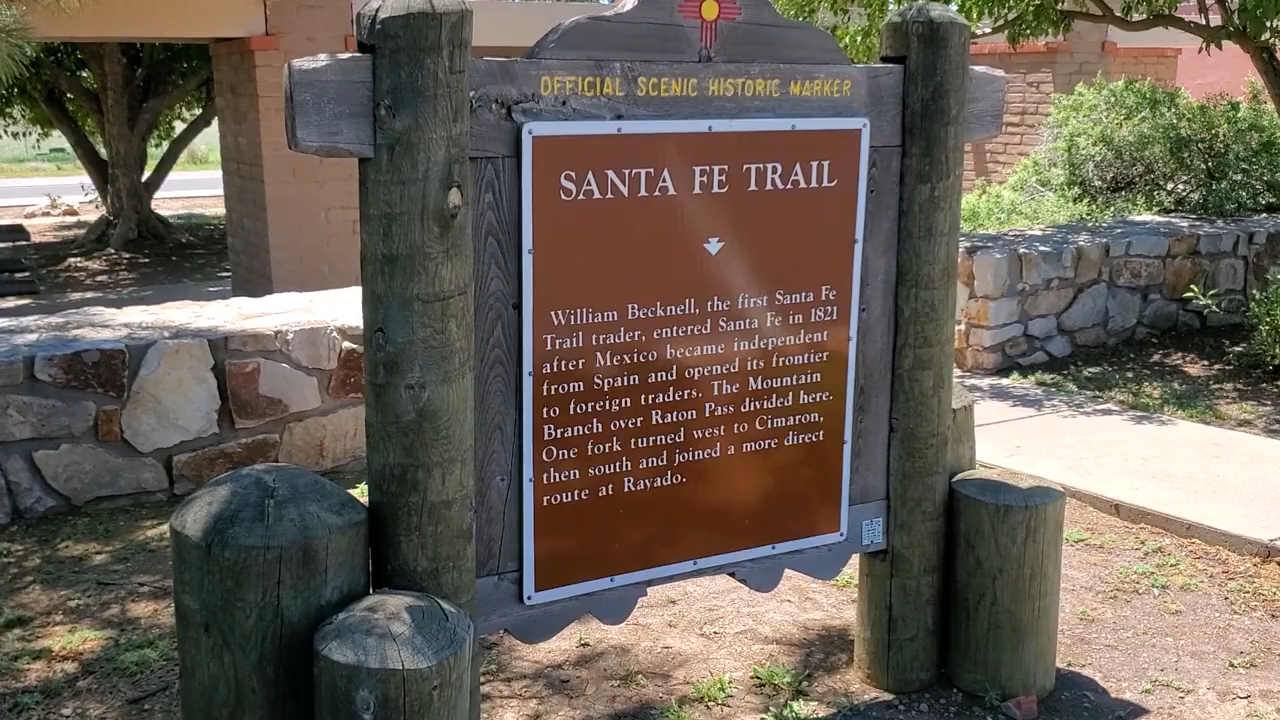 OFFICIAL SCENIC HISTORIC MARKER
SANTA FE TRAIL
William Becknell, the first Santa Fe
Trail trader, entered Santa Fe in 1821
after Mexico became independent
from Spain and opened its frontier
to foreign traders. The Mountain
Branch over Raton Pass divided here.
One fork turned west to Cimaron,
then south and joined a more direct
route at Rayado.